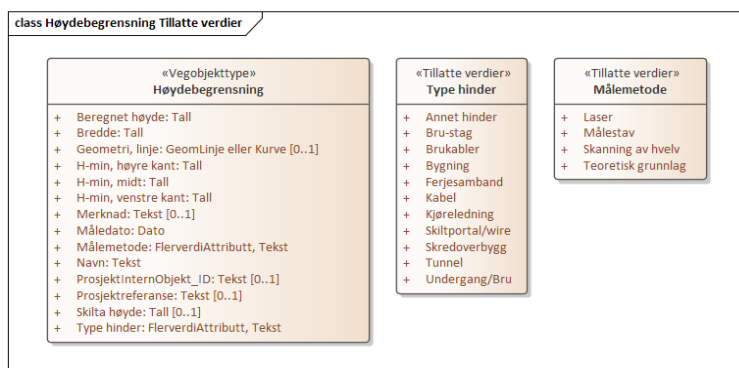 class Høydebegrensning Tillatte verdier
«Vegobjekttype»
Høydebegrensning
+ Beregnet høyde: Tall
+ Bredde: Tall
+ Geometri, linje: GeomLinje eller Kurve [0..1]
+ H-min, høyre kant: Tall
+ H-min, midt: Tall
+ H-min, venstre kant: Tall
+ Merknad: Tekst [0..1]
+ Måledato: Dato
+ Målemetode: FlerverdiAttributt, Tekst
+ Navn: Tekst
+ ProsjektInternObjekt_ID: Tekst [0..1]
+ Prosjektreferanse: Tekst [0..1]
+ Skilta høyde: Tall [0..1]
+ Type hinder: FlerverdiAttributt, Tekst
«Tillatte verdier»
Type hinder
+ Annet hinder
+ Bru-stag
+ Brukabler
+ Bygning
+ Ferjesamband
+ Kabel
+ Kjøreledning
+ Skiltportal/wire
+ Skredoverbygg
+ Tunnel
+ Undergang/Bru
«Tillatte verdier»
Målemetode
+ Laser
+ Målestav
+ Skanning av hvelv
+ Teoretisk grunnlag